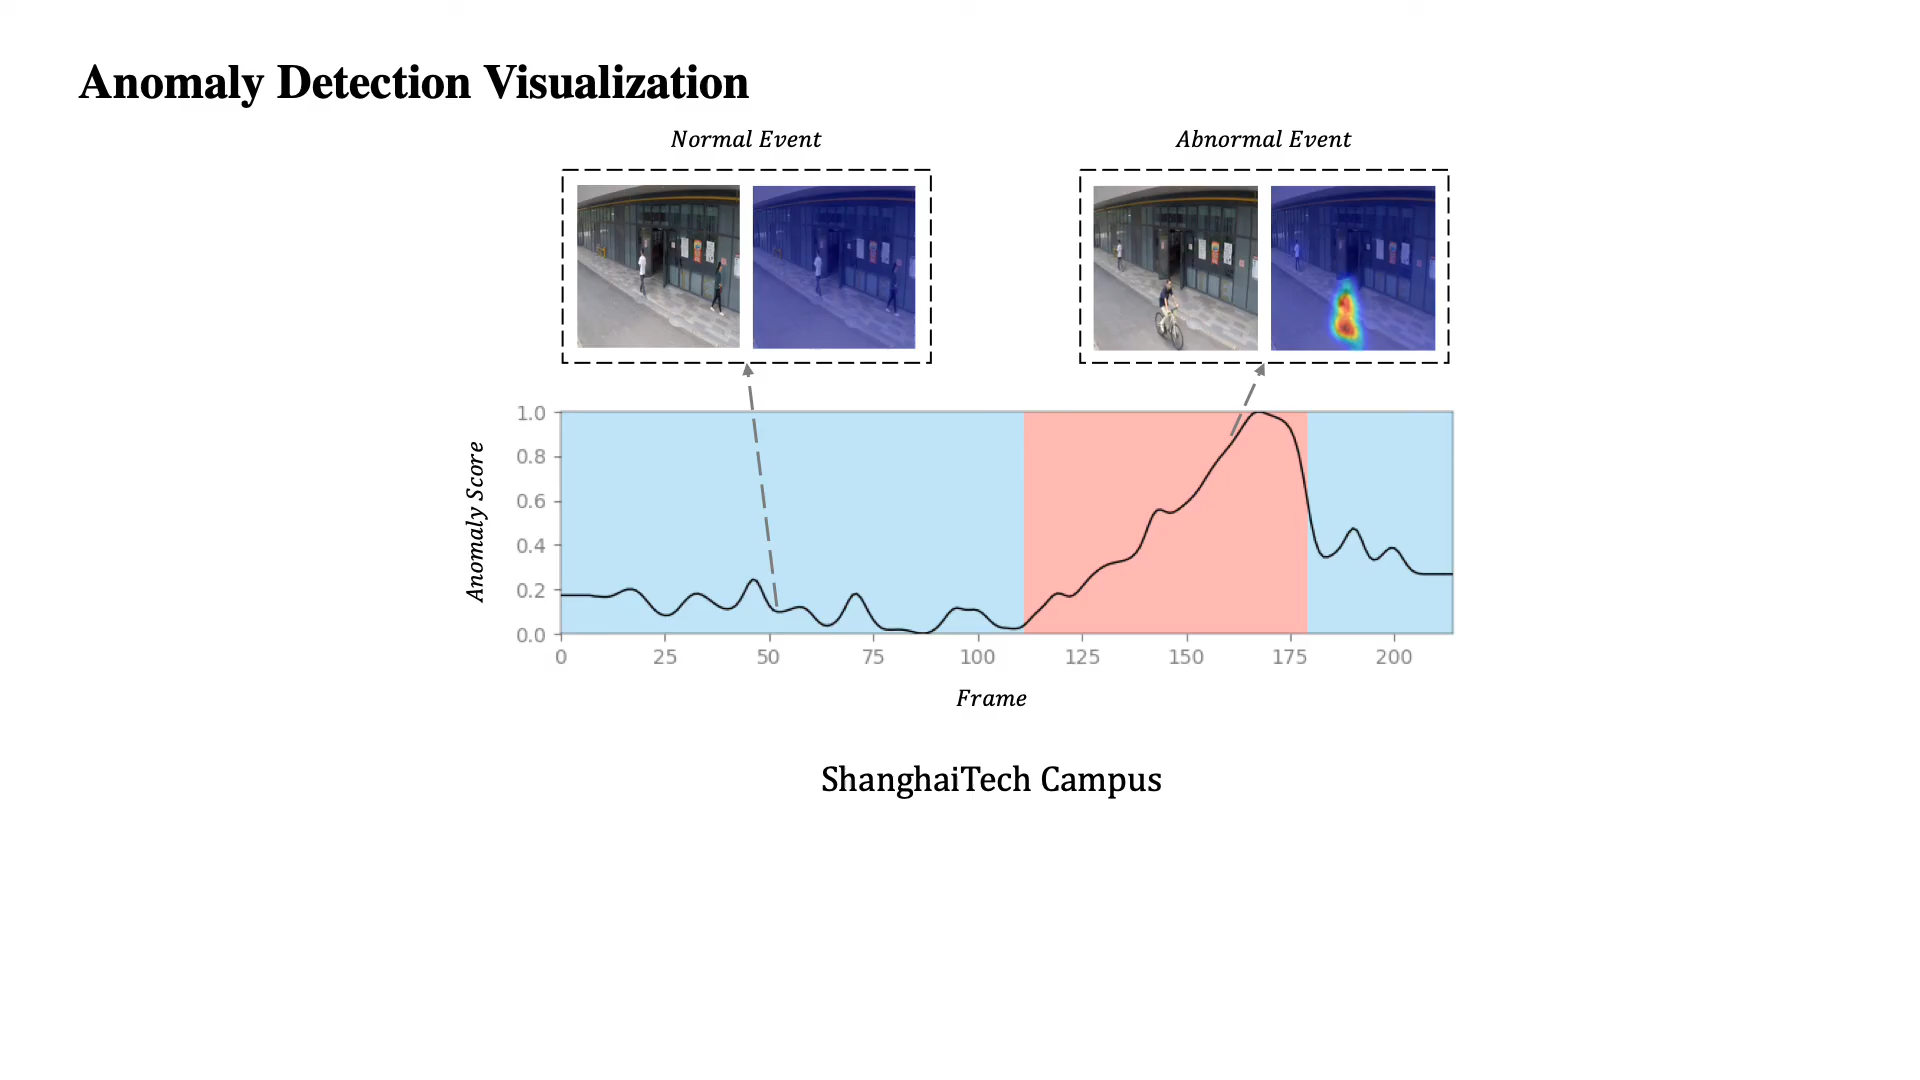 Anomaly Detection Visualization
Normal Event
Abnormal Event
1.0
0.8
0.6
0.4
0.2
0.0
Anomaly Score
0 25 50 75 100 125 150 175 200
Frame
ShanghaiTech Campus